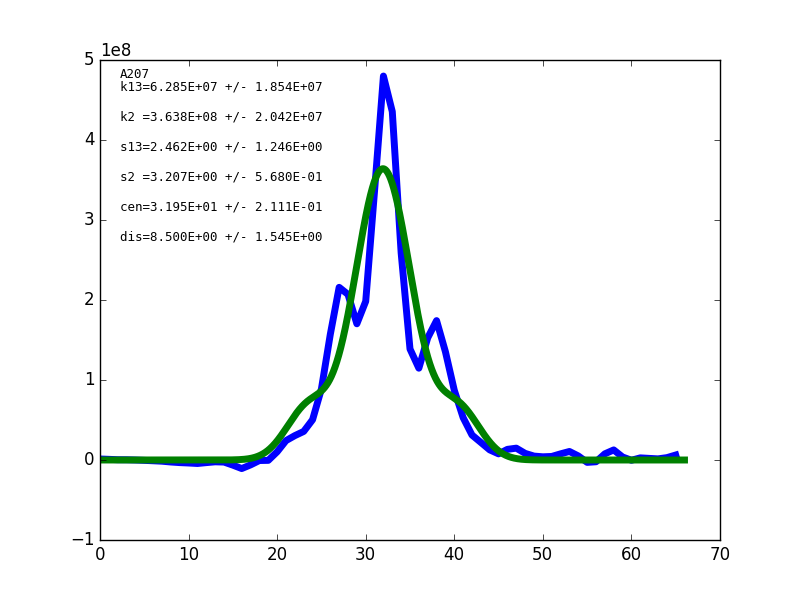 1e8
A207
k13=6.285E+07 +/- 1.854E+07
k2 =3.638E+08 +/- 2.042E+07
s13=2.462E+00 +/- 1.246E+00
s2 =3.207E+00 +/- 5.680E-01
cen=3.195E+01 +/- 2.111E-01
dis=8.500E+00 +/- 1.545E+00
5
4
3
2
1
0
−1
0 10 20 30 40 50 60 70